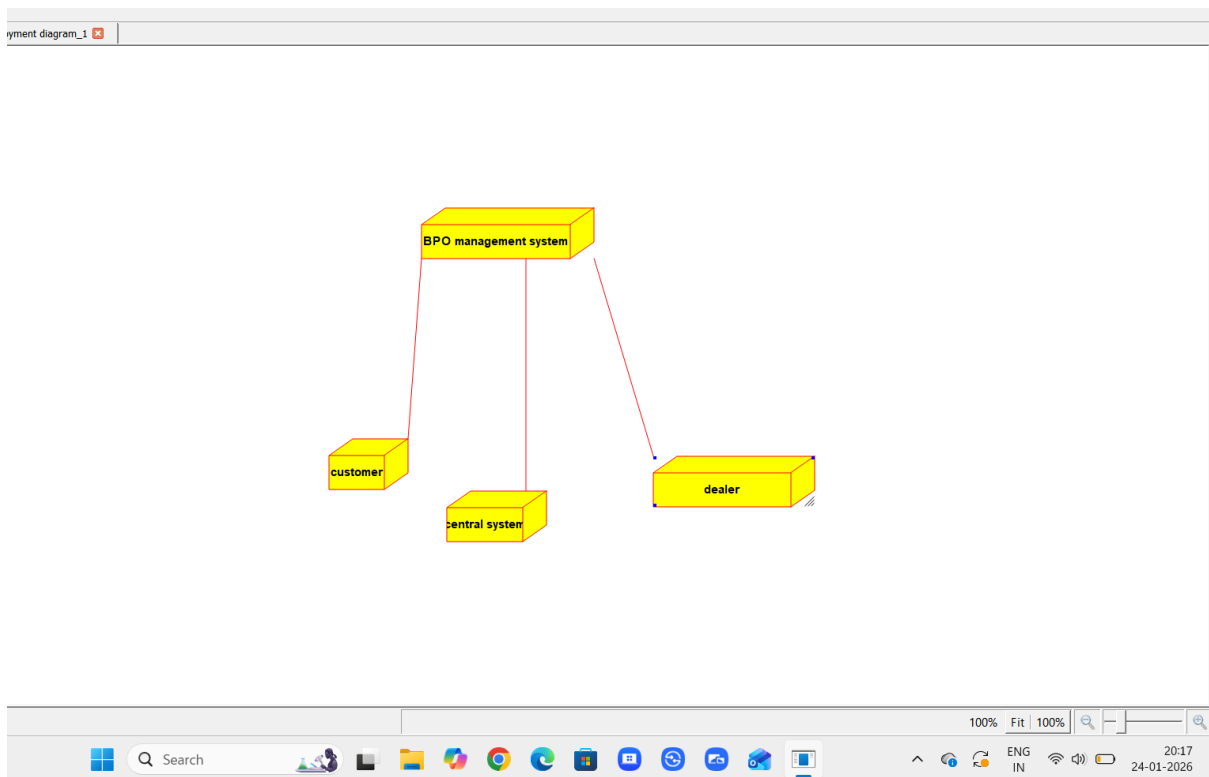 oyment diagram_1
BPO management system
customer
central system
dealer
100% Fit 100%
Search
ENG
IN
20:17
24-01-2026